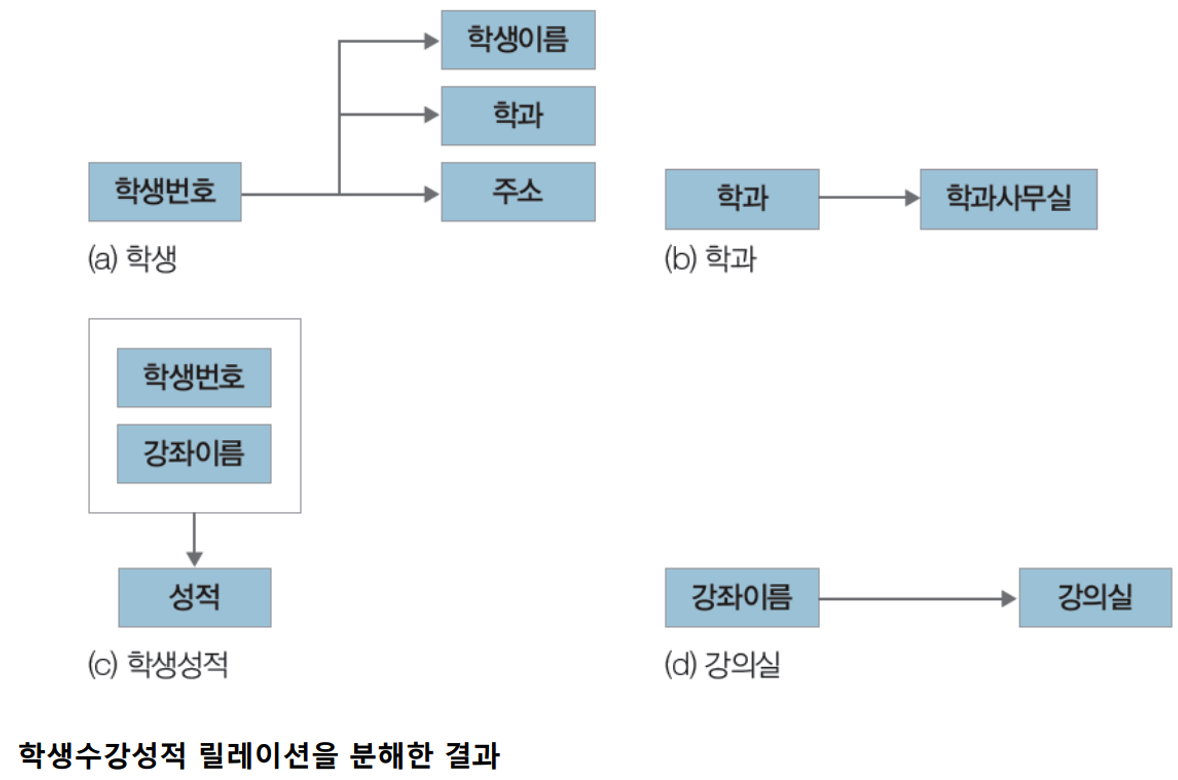 학생이름
학과
학생번호
주소
(a) 학생
학과
학과사무실
(b) 학과
학생번호
강좌이름
성적
(c) 학생성적
강좌이름
강의실
(d) 강의실
학생수강성적 릴레이션을 분해한 결과